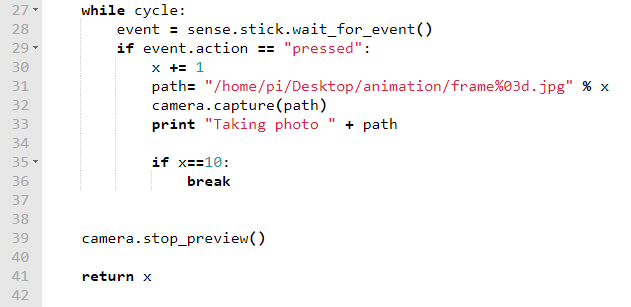 27 while cycle:
28 event = sense.stick.wait_for_event()
29 if event.action == "pressed":
30 x += 1
31 path= "/home/pi/Desktop/animation/frame%03d.jpg" % x
32 camera.capture(path)
33 print "Taking photo " + path
34
35 if x==10:
36 break
37
38
39 camera.stop_preview()
40
41 return x
42